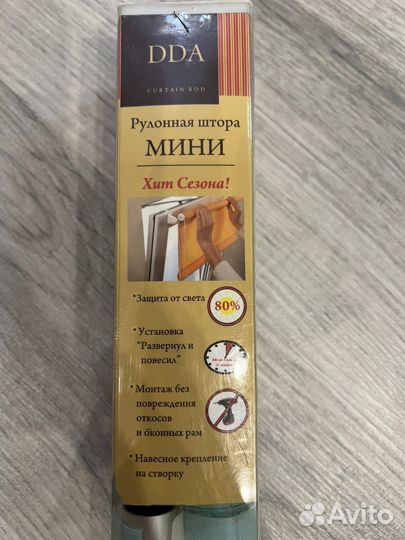 DDA
CURTAIN ROD
Рулонная штора
МИНИ
Хит Сезона!
*Защита от света
80%
*Установка
"Развернул и
повесил"
*Монтаж без
повреждения
откосов
и бконных рам
*Навесное крепление
на створку
Avito